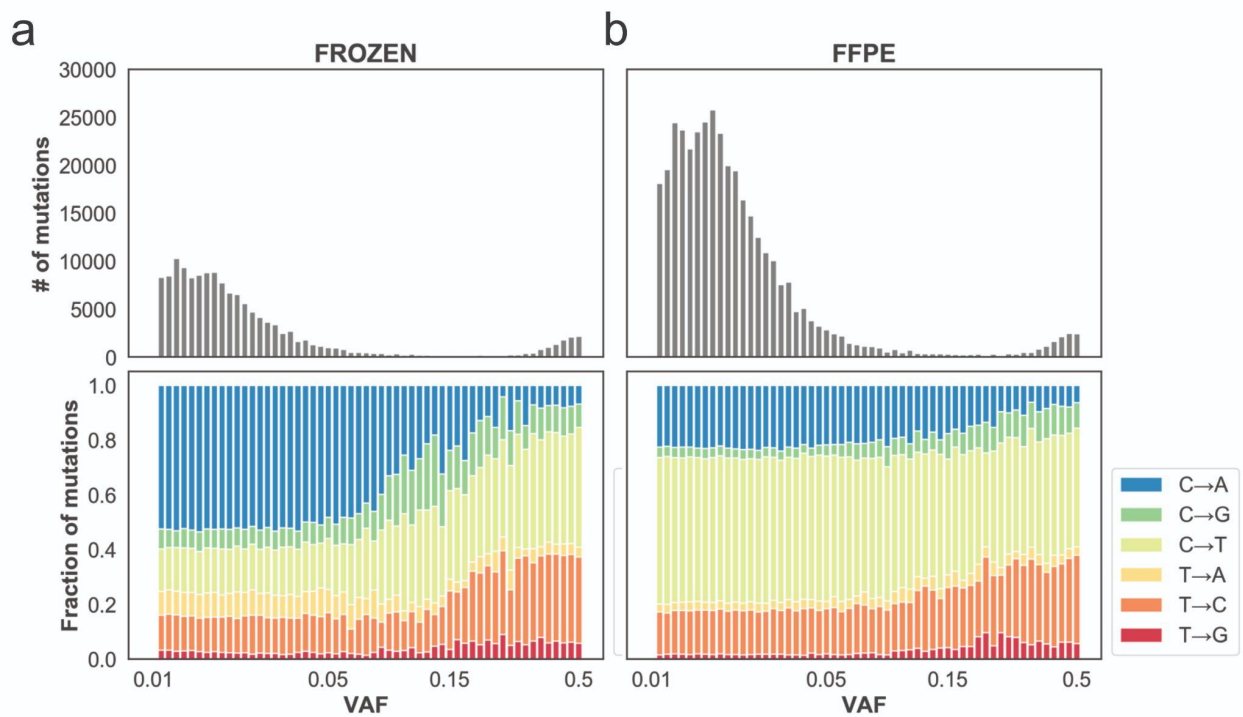 a
FROZEN
# of mutations
30000
25000
20000
15000
10000
5000
0
Fraction of mutations
1.0
0.8
0.6
0.4
0.2
0.0
0.01
0.05
0.15
0.5
VAF
b
FFPE
0.01
0.05
0.15
0.5
VAF
C→A
C→G
C→T
T→A
T→C
T→G